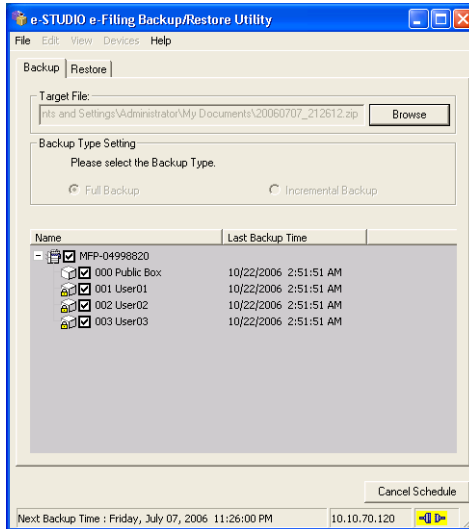 e-STUDIO e-Filing Backup/Restore Utility
File Edit View Devices Help
Backup Restore
Target File:
nts and Settings\Administrator\My Documents\20060707_212612.zip Browse
Backup Type Setting
Please select the Backup Type.
Full Backup Incremental Backup
Name Last Backup Time
MFP-04998820
000 Public Box 10/22/2006 2:51:51 AM
001 User01 10/22/2006 2:51:51 AM
002 User02 10/22/2006 2:51:51 AM
003 User03 10/22/2006 2:51:51 AM
Cancel Schedule
Next Backup Time : Friday, July 07, 2006 11:26:00 PM 10.10.70.120